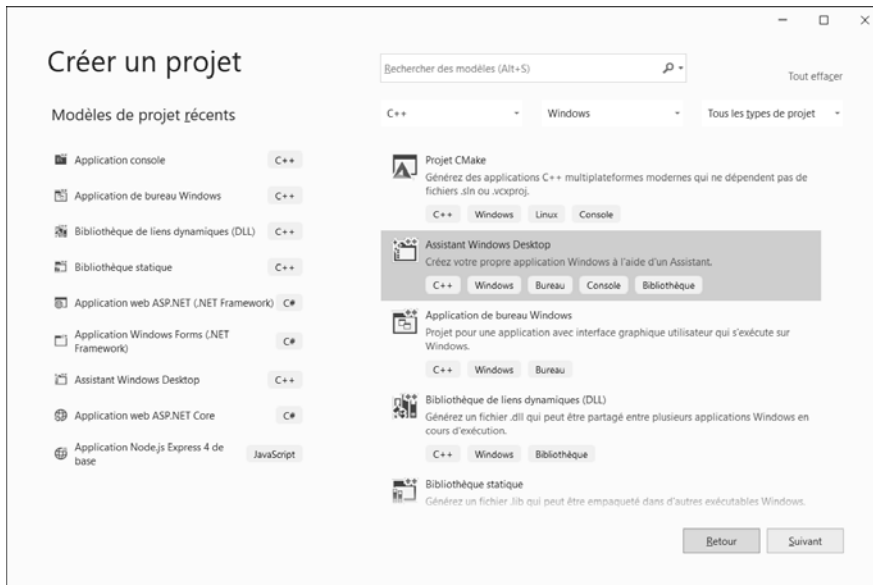 Créer un projet
Rechercher des modèles (Alt+S)
Tout effaçer
Modèles de projet récents
C++
Windows
Tous les types de projet
Application console C++
Application de bureau Windows C++
Bibliothèque de liens dynamiques (DLL) C++
Bibliothèque statique C++
Application web ASP.NET (.NET Framework) C#
Application Windows Forms (.NET
Framework) C#
Assistant Windows Desktop C++
Application web ASP.NET Core C#
Application Node.js Express 4 de
base JavaScript
Projet CMake
Générez des applications C++ multiplateformes modernes qui ne dépendent pas de
fichiers .sln ou .vcxproj.
C++ Windows Linux Console
Assistant Windows Desktop
Créez votre propre application Windows à l'aide d'un Assistant.
C++ Windows Bureau Console Bibliothèque
Application de bureau Windows
Projet pour une application avec interface graphique utilisateur qui s'exécute sur
Windows.
C++ Windows Bureau
Bibliothèque de liens dynamiques (DLL)
Générez un fichier .dll qui peut être partagé entre plusieurs applications Windows en
cours d'exécution.
C++ Windows Bibliothèque
Bibliothèque statique
Générez un fichier .lib qui peut être empaqueté dans d'autres exécutables Windows.
Retour
Suivant